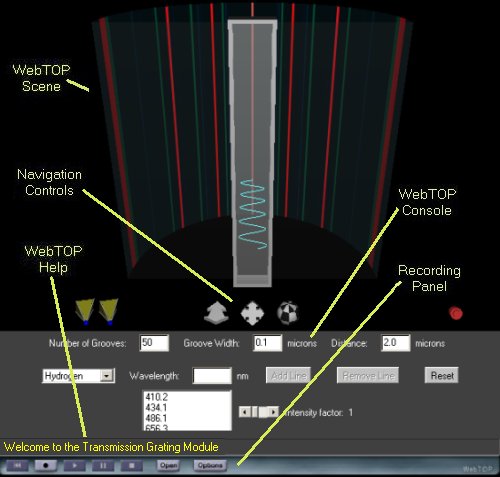 WebTOP
Scene
Navigation
Controls
WebTOP
Console
WebTOP
Help
Recording
Panel
Number of Grooves: 50 Groove Width: 0.1 microns Distance: 2.0 microns
Hydrogen Wavelength: nm Add Line Remove Line Reset
410.2
434.1
486.1
656.3
Intensity factor: 1
Welcome to the Transmission Grating Module
Open Options WebTOP